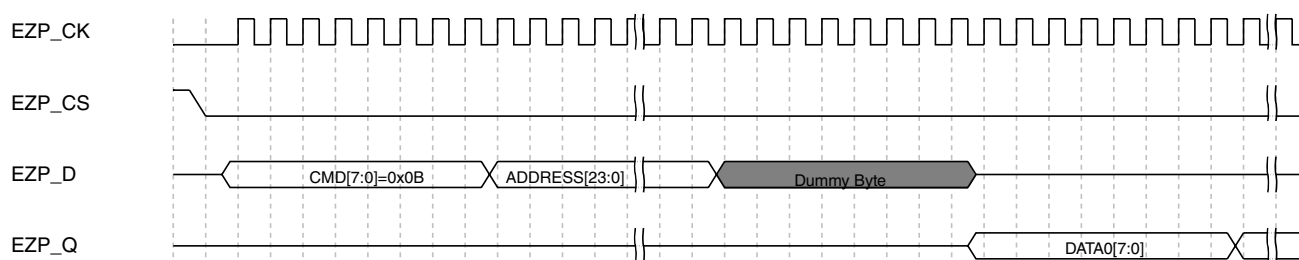 EZP_CK
EZP_CS
EZP_D CMD[7:0]=0x0B ADDRESS[23:0] Dummy Byte
EZP_Q DATA0[7:0]